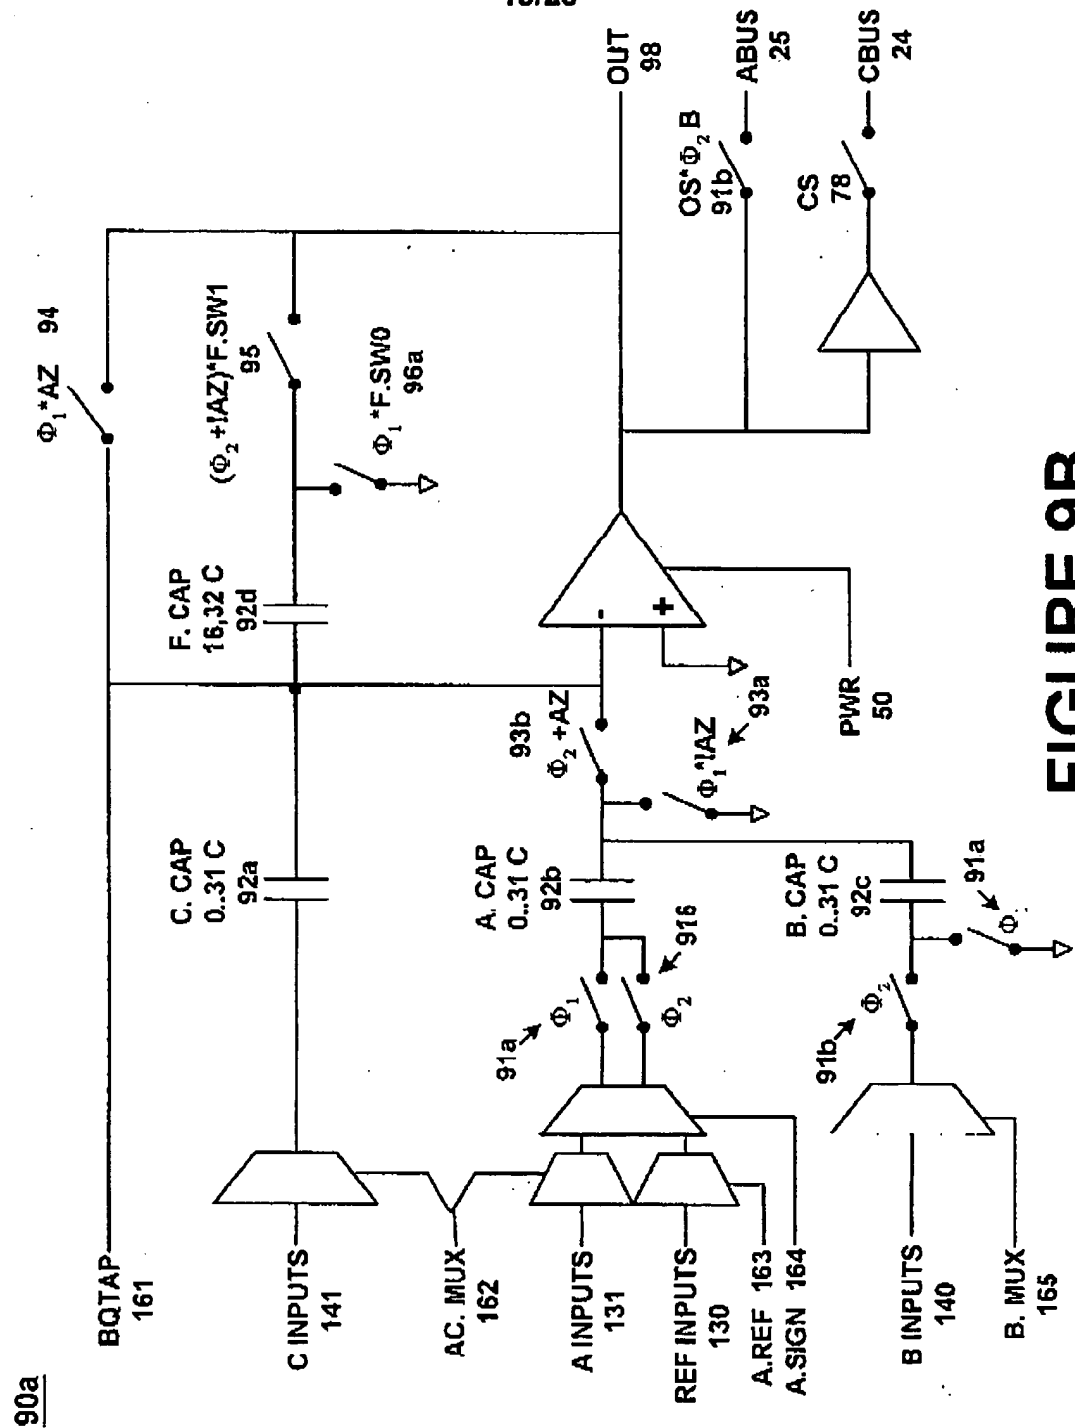 90a
BQTAP
161
C INPUTS
141
AC. MUX
162
A INPUTS
131
REF INPUTS
130
A.REF 163
A.SIGN 164
B INPUTS
140
B. MUX
165
C. CAP
0..31 C
92a
A. CAP
0..31 C
92b
B. CAP
0..31 C
92c
91a
Φ₁
Φ₂
916
91b
Φ₂
91a
Φ
F. CAP
16,32 C
92d
93b
Φ₂ +AZ
Φ₁*!AZ
93a
PWR
50
-
+
Φ₁*AZ 94
(Φ₂ +!AZ)*F.SW1
95
Φ₁*F.SW0
96a
OUT
98
OS*Φ₂B
91b
ABUS
25
CS
78
CBUS
24
FIGURE 9B